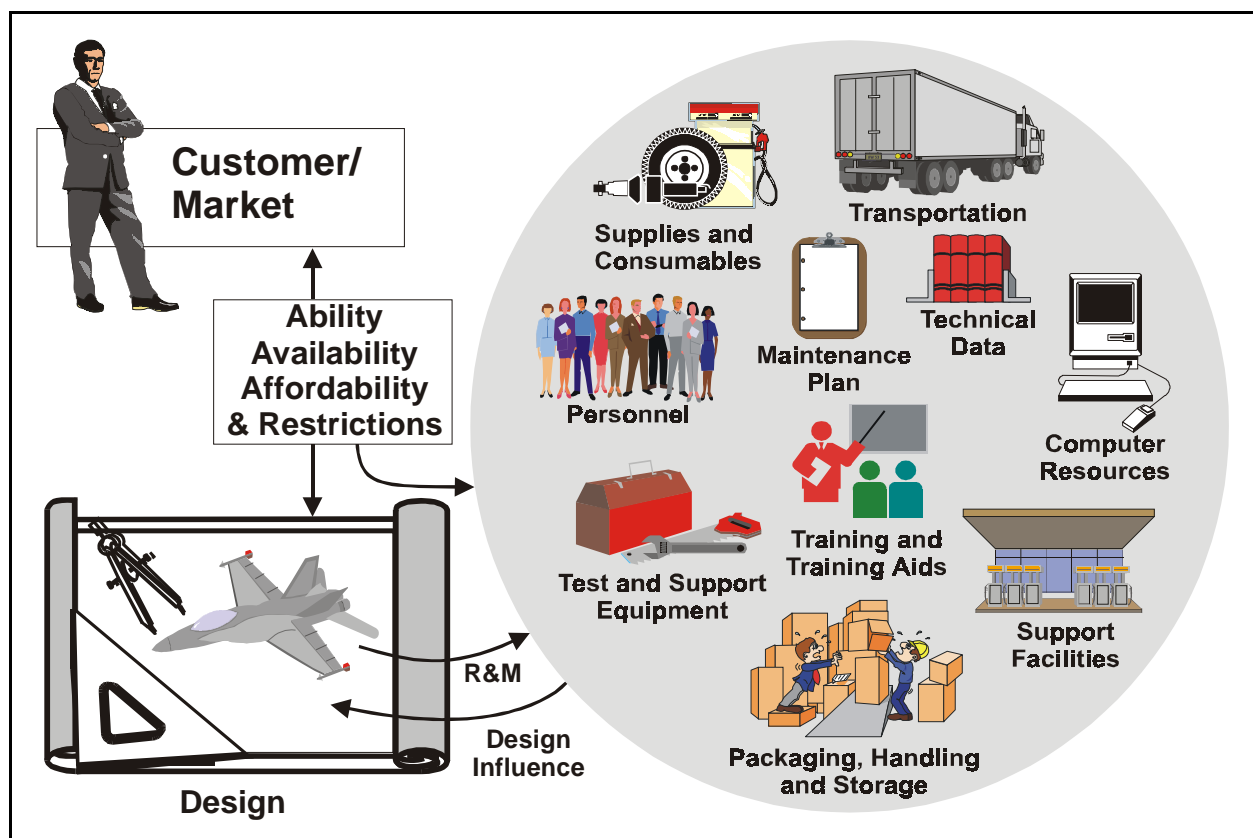 Customer/
Market
Ability
Availability
Affordability
& Restrictions
Supplies and
Consumables
Transportation
Maintenance
Plan
Technical
Data
Personnel
Computer
Resources
Training and
Training Aids
Test and Support
Equipment
Support
Facilities
Packaging, Handling
and Storage
R&M
Design
Influence
Design